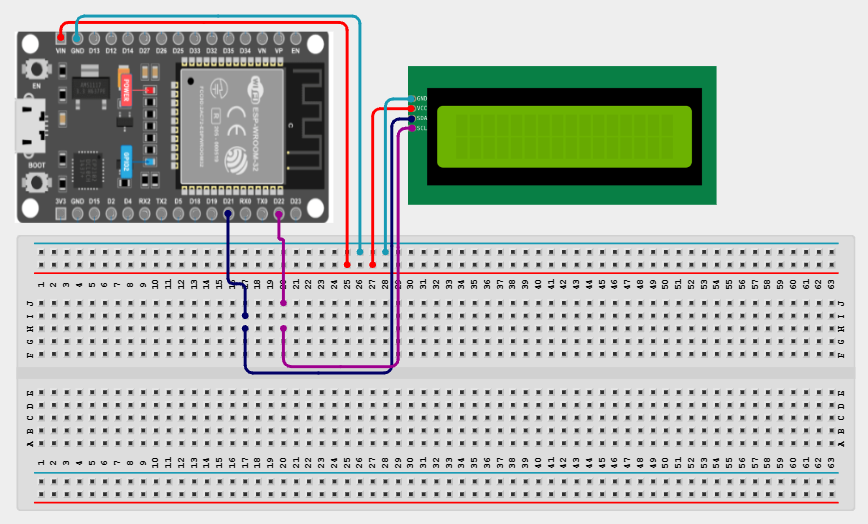 VIN GND D13 D12 D14 D27 D26 D25 D33 D32 D35 D34 VN VP EN
EN
POWER
WiFi
ESP-WROOM-32
CE
GPIO2
BOOT
3V3 GND D15 D2 D4 RX2 TX2 D5 D18 D19 D21 RX0 TX0 D22 D23
GND
VCC
SDA
SCL
1 2 3 4 5 6 7 8 9 10 11 12 13 14 15 16 17 18 19 20 21 22 23 24 25 26 27 28 29 30 31 32 33 34 35 36 37 38 39 40 41 42 43 44 45 46 47 48 49 50 51 52 53 54 55 56 57 58 59 60 61 62 63
J J
I I
H H
G G
F F
E E
D D
C C
B B
A A
1 2 3 4 5 6 7 8 9 10 11 12 13 14 15 16 17 18 19 20 21 22 23 24 25 26 27 28 29 30 31 32 33 34 35 36 37 38 39 40 41 42 43 44 45 46 47 48 49 50 51 52 53 54 55 56 57 58 59 60 61 62 63